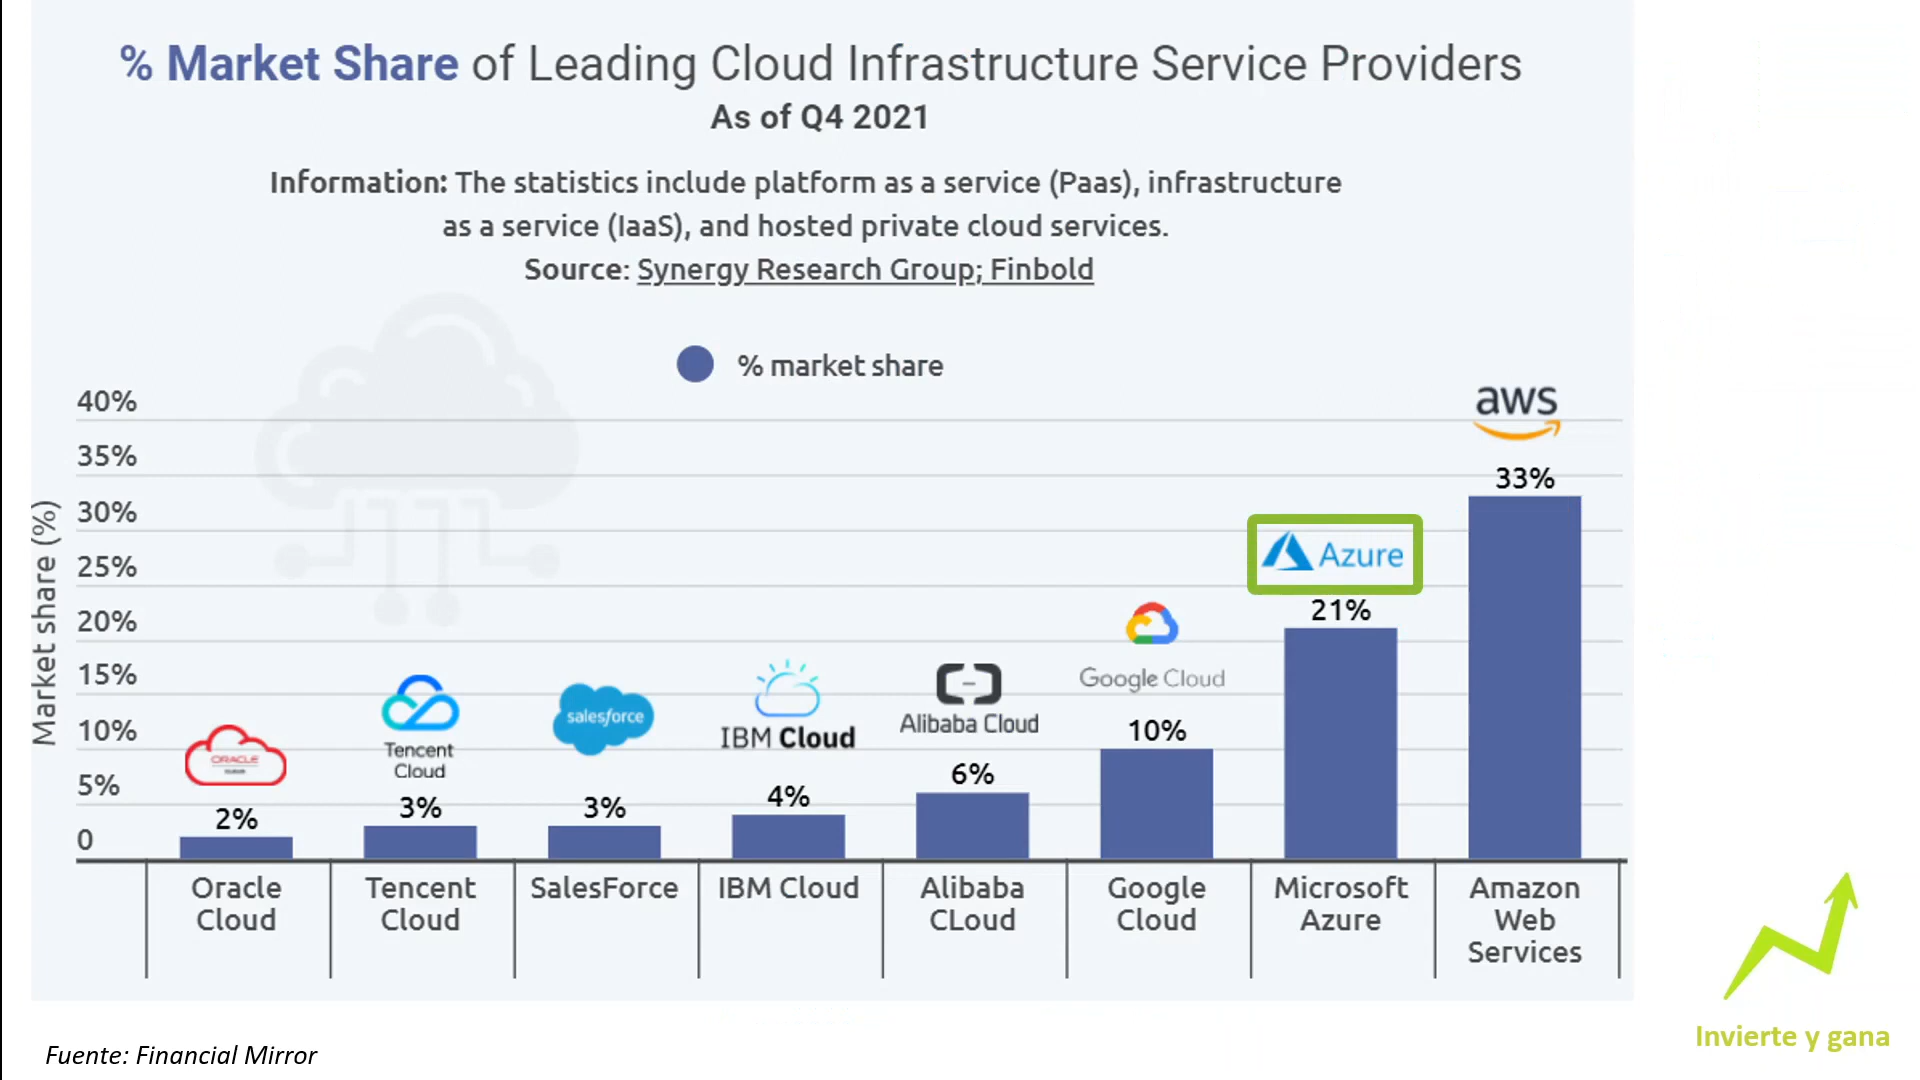 % Market Share of Leading Cloud Infrastructure Service Providers
As of Q4 2021
Information: The statistics include platform as a service (Paas), infrastructure
as a service (IaaS), and hosted private cloud services.
Source: Synergy Research Group; Finbold
% market share
Market share (%)
40%
35%
30%
25%
20%
15%
10%
5%
0
ORACLE
CLOUD
2%
Tencent
Cloud
3%
salesforce
3%
IBM Cloud
4%
Alibaba Cloud
6%
Google Cloud
10%
Azure
21%
aws
33%
Oracle
Cloud
Tencent
Cloud
SalesForce
IBM Cloud
Alibaba
CLoud
Google
Cloud
Microsoft
Azure
Amazon
Web
Services
Fuente: Financial Mirror
Invierte y gana